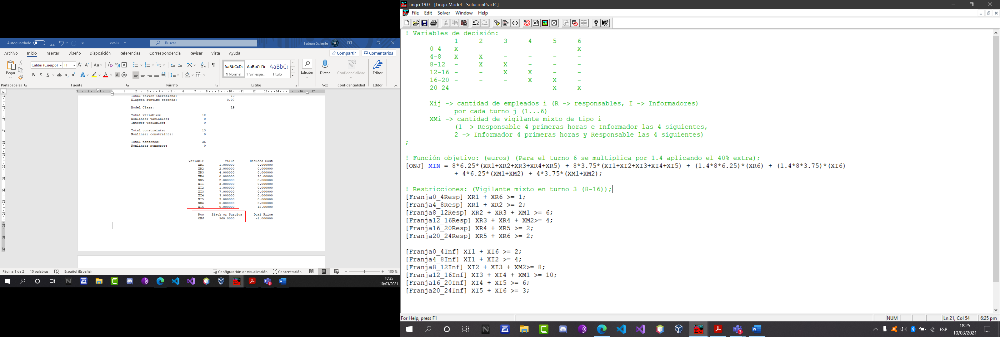 Autoguardado evalu... Buscar Fabian Scherle
Archivo Inicio Insertar Diseño Disposición Referencias Correspondencia Revisar Vista Ayuda Compartir Comentarios
Calibri (Cuerpo) 11
Pegar
AaBbCcDc AaBbCcDc AaBbCc
¶ Normal ¶ Sin espa... Título 1
Edición Dictar Confidencialidad Editor
Portapapeles Fuente Párrafo Estilos Voz Confidencialidad Editor
Total solver iterations: 10
Elapsed runtime seconds: 0.07
Model Class: LP
Total variables: 12
Nonlinear variables: 0
Integer variables: 0
Total constraints: 13
Nonlinear constraints: 0
Total nonzeros: 36
Nonlinear nonzeros: 0
Variable Value Reduced Cost
XR1 1.000000 0.000000
XR2 2.000000 0.000000
XR3 4.000000 0.000000
XR4 0.000000 20.00000
XR5 2.000000 0.000000
XI1 3.000000 0.000000
XI2 1.000000 0.000000
XI3 7.000000 0.000000
XI4 3.000000 0.000000
XI5 3.000000 0.000000
XR6 0.000000 0.000000
XI6 0.000000 12.00000
Row Slack or Surplus Dual Price
ONJ 960.0000 -1.000000
Página 1 de 2 10 palabras Español (España) Configuración de visualización Concentración 100 %
18:25
10/03/2021
Lingo 19.0 - [Lingo Model - SolucionPractC]
File Edit Solver Window Help
! Variables de decisión:
1 2 3 4 5 6
0-4 X - - - - X
4-8 X X - - - -
8-12 - X X - - -
12-16 - - X X - -
16-20 - - - X X -
20-24 - - - - X X
Xij -> cantidad de empleados i (R -> responsables, I -> Informadores)
por cada turno j (1...6)
XMi -> cantidad de vigilante mixto de tipo i
(1 -> Responsable 4 primeras horas e Informador las 4 siguientes,
2 -> Informador 4 primeras horas y Responsable las 4 siguientes)
;
! Función objetivo: (euros) (Para el turno 6 se multiplica por 1.4 aplicando el 40% extra);
[ONJ] MIN = 8*6.25*(XR1+XR2+XR3+XR4+XR5) + 8*3.75*(XI1+XI2+XI3+XI4+XI5) + (1.4*8*6.25)*(XR6) + (1.4*8*3.75)*(XI6)
+ 4*6.25*(XM1+XM2) + 4*3.75*(XM1+XM2);
! Restricciones: (Vigilante mixto en turno 3 (8-16));
[Franja0_4Resp] XR1 + XR6 >= 1;
[Franja4_8Resp] XR1 + XR2 >= 2;
[Franja8_12Resp] XR2 + XR3 + XM1 >= 6;
[Franja12_16Resp] XR3 + XR4 + XM2>= 4;
[Franja16_20Resp] XR4 + XR5 >= 2;
[Franja20_24Resp] XR5 + XR6 >= 2;
[Franja0_4Inf] XI1 + XI6 >= 2;
[Franja4_8Inf] XI1 + XI2 >= 4;
[Franja8_12Inf] XI2 + XI3 + XM2>= 8;
[Franja12_16Inf] XI3 + XI4 + XM1 >= 10;
[Franja16_20Inf] XI4 + XI5 >= 6;
[Franja20_24Inf] XI5 + XI6 >= 3;
For Help, press F1 NUM Ln 21, Col 54 6:25 pm
ESP 18:25
10/03/2021